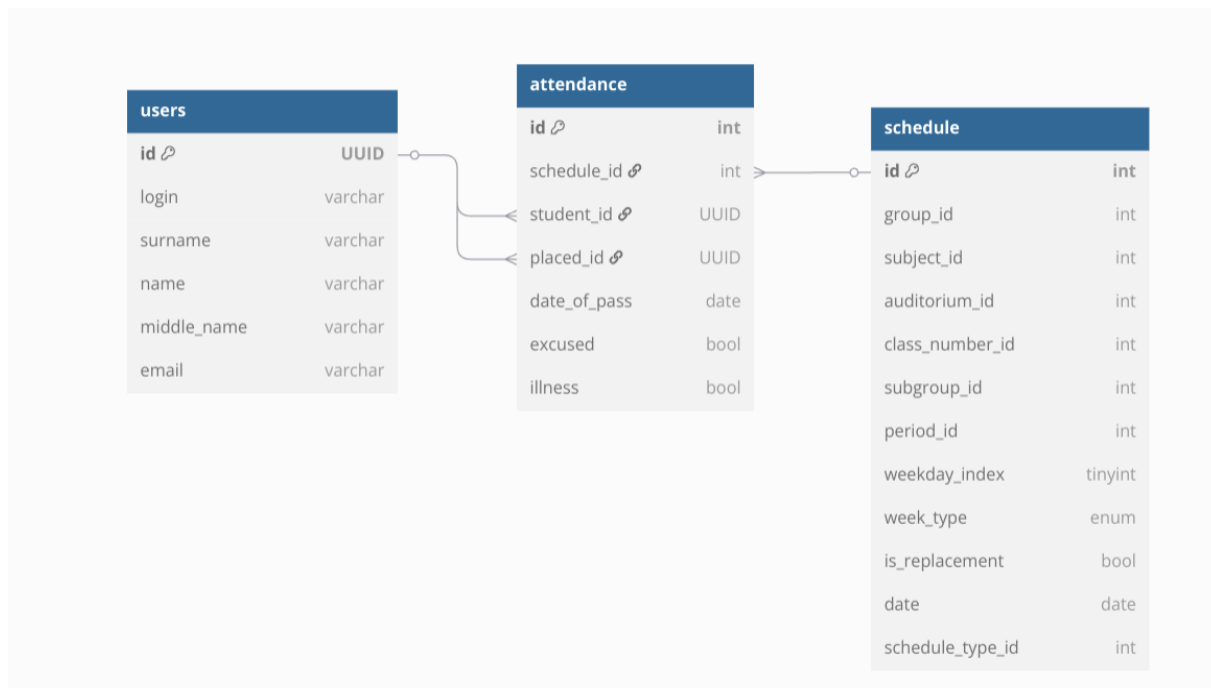 users
id UUID
login varchar
surname varchar
name varchar
middle_name varchar
email varchar
attendance
id int
schedule_id int
student_id UUID
placed_id UUID
date_of_pass date
excused bool
illness bool
schedule
id int
group_id int
subject_id int
auditorium_id int
class_number_id int
subgroup_id int
period_id int
weekday_index tinyint
week_type enum
is_replacement bool
date date
schedule_type_id int